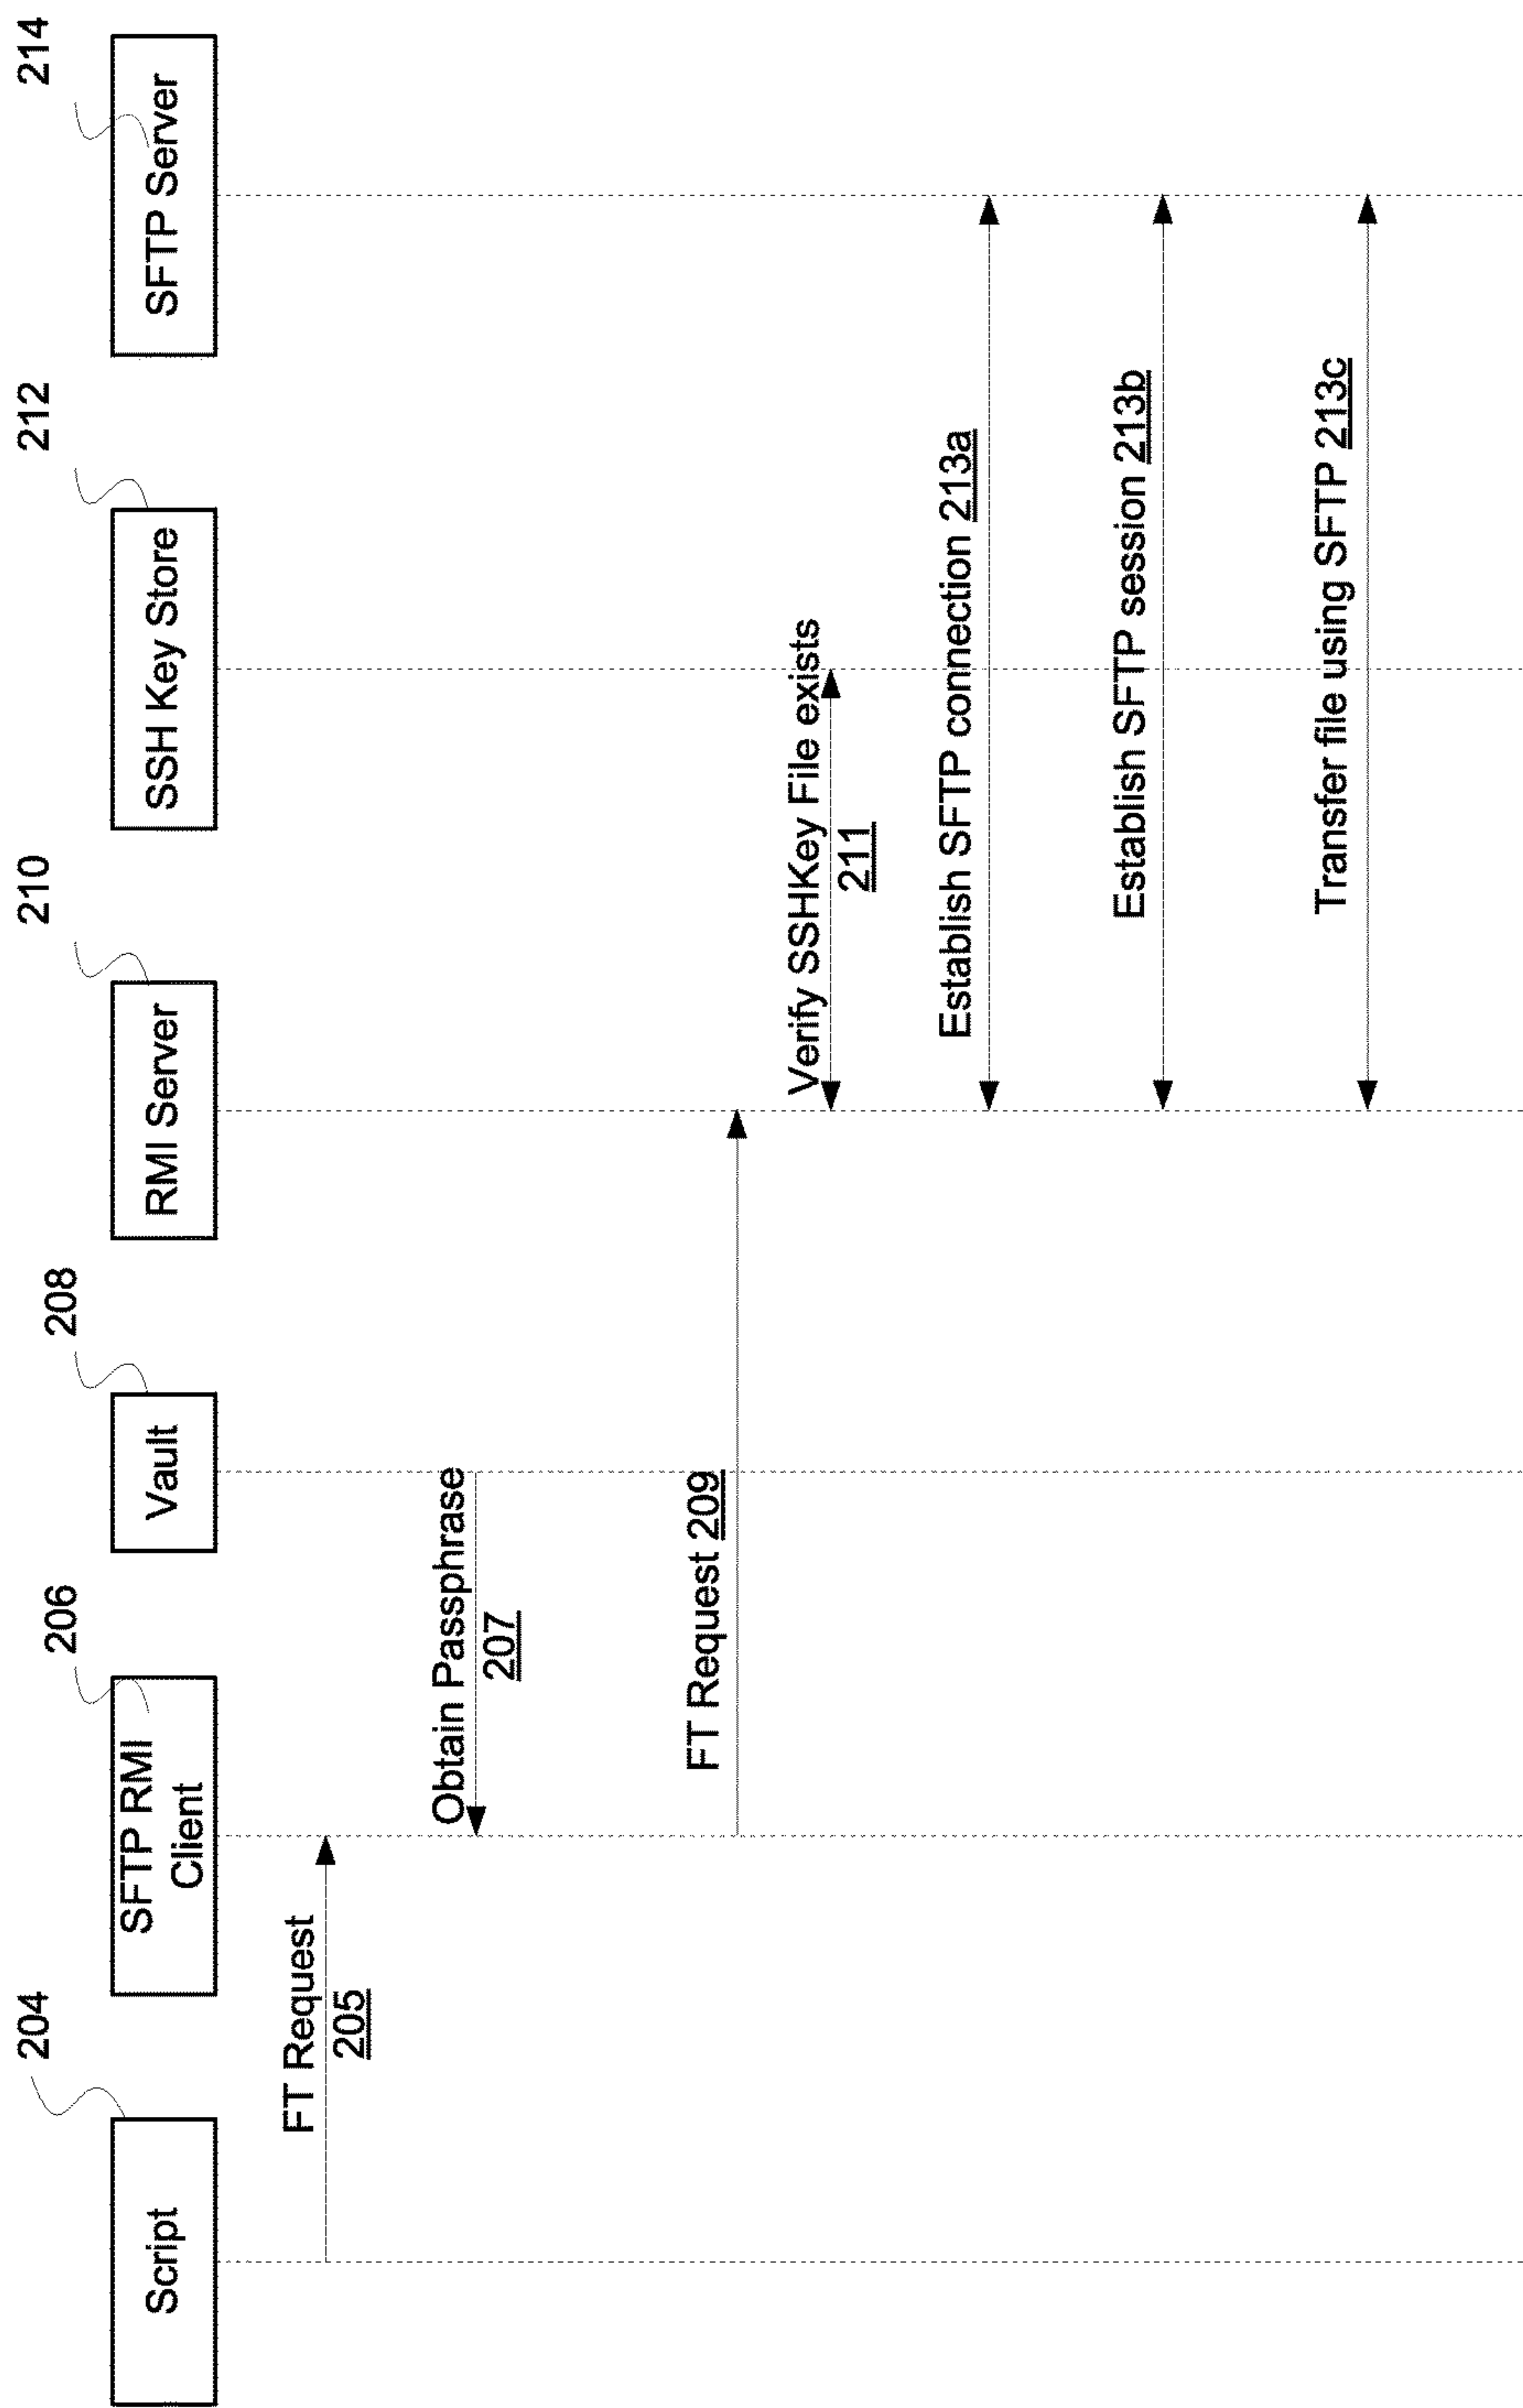 204
206
208
210
212
214
Script
SFTP RMI
Client
Vault
RMI Server
SSH Key Store
SFTP Server
FT Request
205
Obtain Passphrase
207
FT Request 209
Verify SSHKey File exists
211
Establish SFTP connection 213a
Establish SFTP session 213b
Transfer file using SFTP 213c